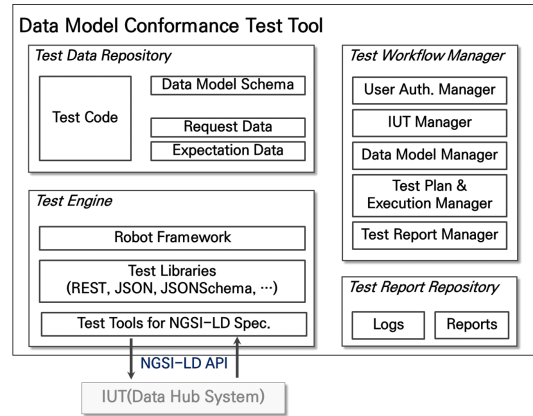 Data Model Conformance Test Tool
Test Data Repository
Test Code
Data Model Schema
Request Data
Expectation Data
Test Engine
Robot Framework
Test Libraries
(REST, JSON, JSONSchema, …)
Test Tools for NGSI-LD Spec.
Test Workflow Manager
User Auth. Manager
IUT Manager
Data Model Manager
Test Plan &
Execution Manager
Test Report Manager
Test Report Repository
Logs
Reports
NGSI-LD API
IUT(Data Hub System)